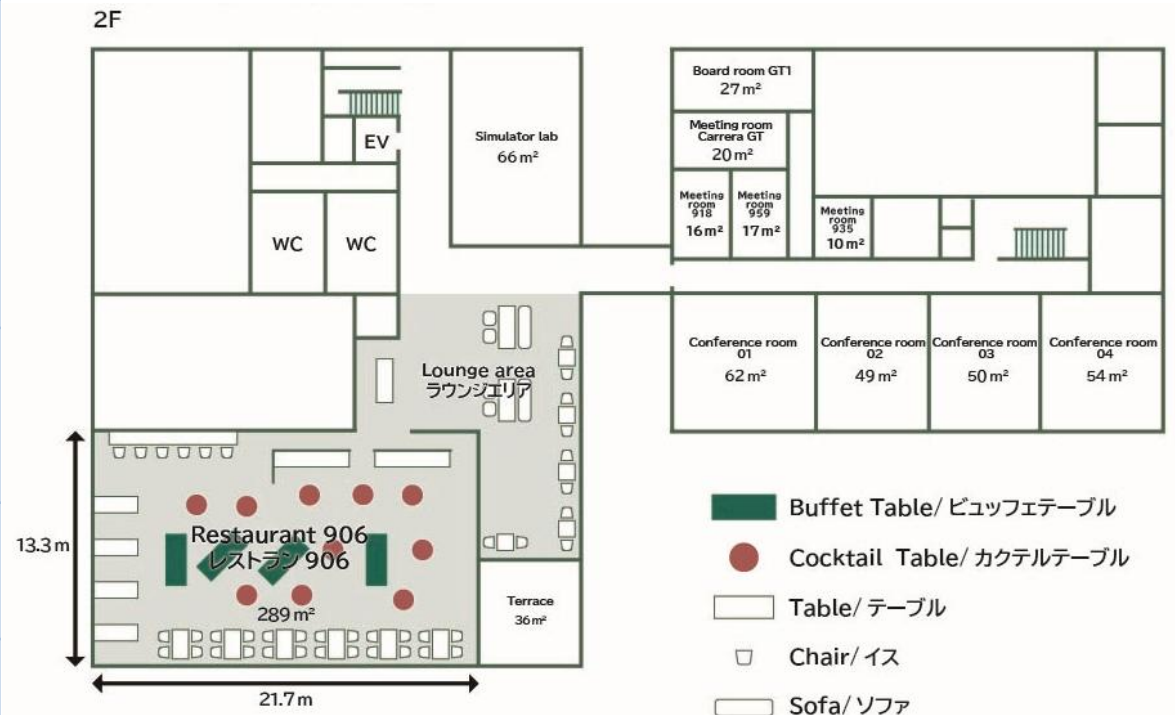 2F
EV
WC
WC
Simulator lab
66 m²
Board room GT1
27 m²
Meeting room
Carrera GT
20 m²
Meeting
room
918
16 m²
Meeting
room
959
17 m²
Meeting
room
935
10 m²
Conference room
01
62 m²
Conference room
02
49 m²
Conference room
03
50 m²
Conference room
04
54 m²
Lounge area
ラウンジエリア
Restaurant 906
レストラン 906
289 m²
Terrace
36 m²
13.3 m
21.7 m
Buffet Table/ ビュッフェテーブル
Cocktail Table/ カクテルテーブル
Table/ テーブル
Chair/ イス
Sofa/ ソファ